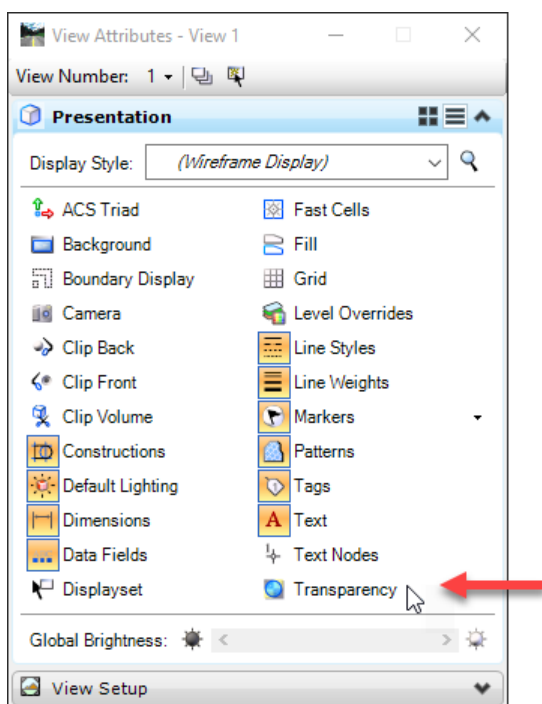 View Attributes - View 1
View Number: 1
Presentation
Display Style: (Wireframe Display)
ACS Triad Fast Cells
Background Fill
Boundary Display Grid
Camera Level Overrides
Clip Back Line Styles
Clip Front Line Weights
Clip Volume Markers
Constructions Patterns
Default Lighting Tags
Dimensions A Text
Data Fields Text Nodes
Displayset Transparency
Global Brightness:
View Setup